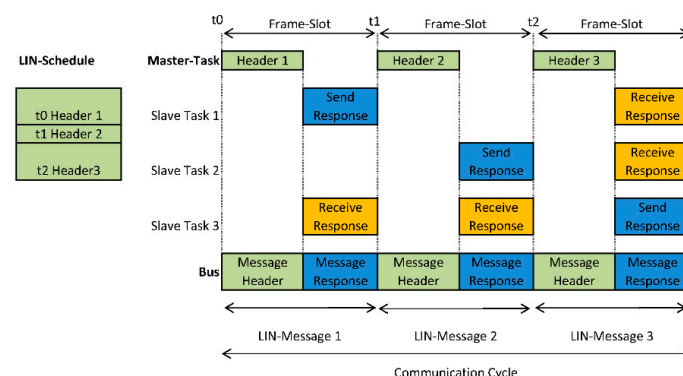 t0 Frame-Slot t1 Frame-Slot t2 Frame-Slot
LIN-Schedule
Master-Task Header 1 Header 2 Header 3
t0 Header 1
t1 Header 2
t2 Header3
Slave Task 1
Send
Response
Receive
Response
Slave Task 2
Send
Response
Receive
Response
Slave Task 3
Receive
Response
Receive
Response
Send
Response
Bus
Message
Header
Message
Response
Message
Header
Message
Response
Message
Header
Message
Response
LIN-Message 1 LIN-Message 2 LIN-Message 3
Communication Cycle